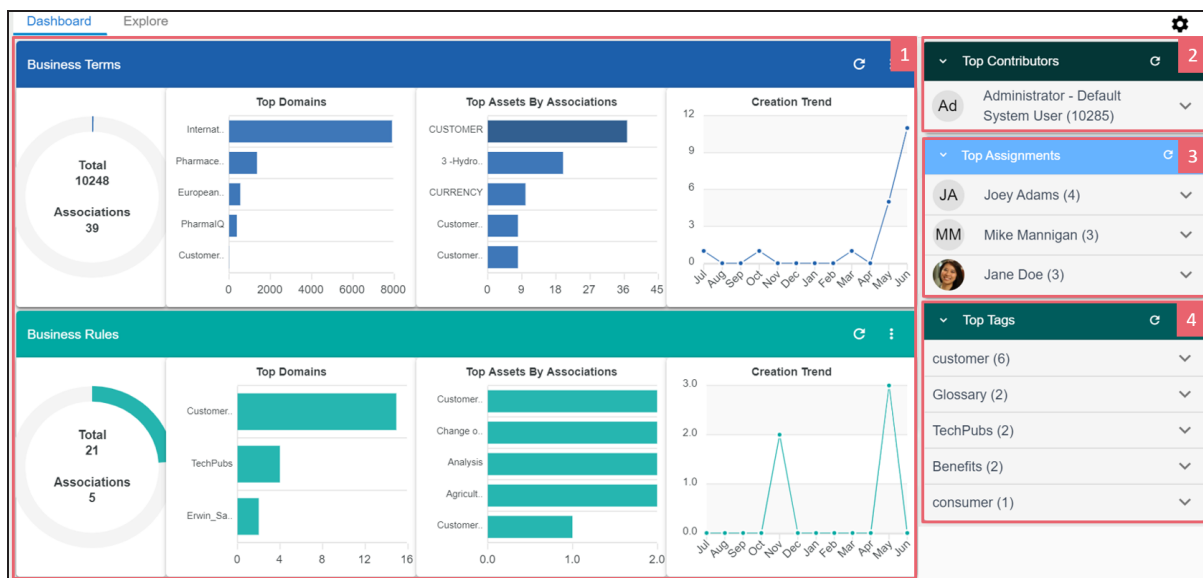 Dashboard Explore
1
Business Terms
Total
10248
Associations
39
Top Domains
Internat..
Pharmace..
European..
PharmaIQ
Customer..
0 2000 4000 6000 8000
Top Assets By Associations
CUSTOMER
3 -Hydro..
CURRENCY
Customer..
Customer..
0 9 18 27 36 45
Creation Trend
12
9
6
3
0
Jul Aug Sep Oct Nov Dec Jan Feb Mar Apr May Jun
Business Rules
Total
21
Associations
5
Top Domains
Customer..
TechPubs
Erwin_Sa..
0 4 8 12 16
Top Assets By Associations
Customer..
Change o..
Analysis
Agricult..
Customer..
0.0 1.0 2.0
Creation Trend
3.0
2.0
1.0
0.0
Jul Aug Sep Oct Nov Dec Jan Feb Mar Apr May Jun
Top Contributors 2
Ad
Administrator - Default
System User (10285)
Top Assignments 3
JA Joey Adams (4)
MM Mike Mannigan (3)
Jane Doe (3)
Top Tags 4
customer (6)
Glossary (2)
TechPubs (2)
Benefits (2)
consumer (1)